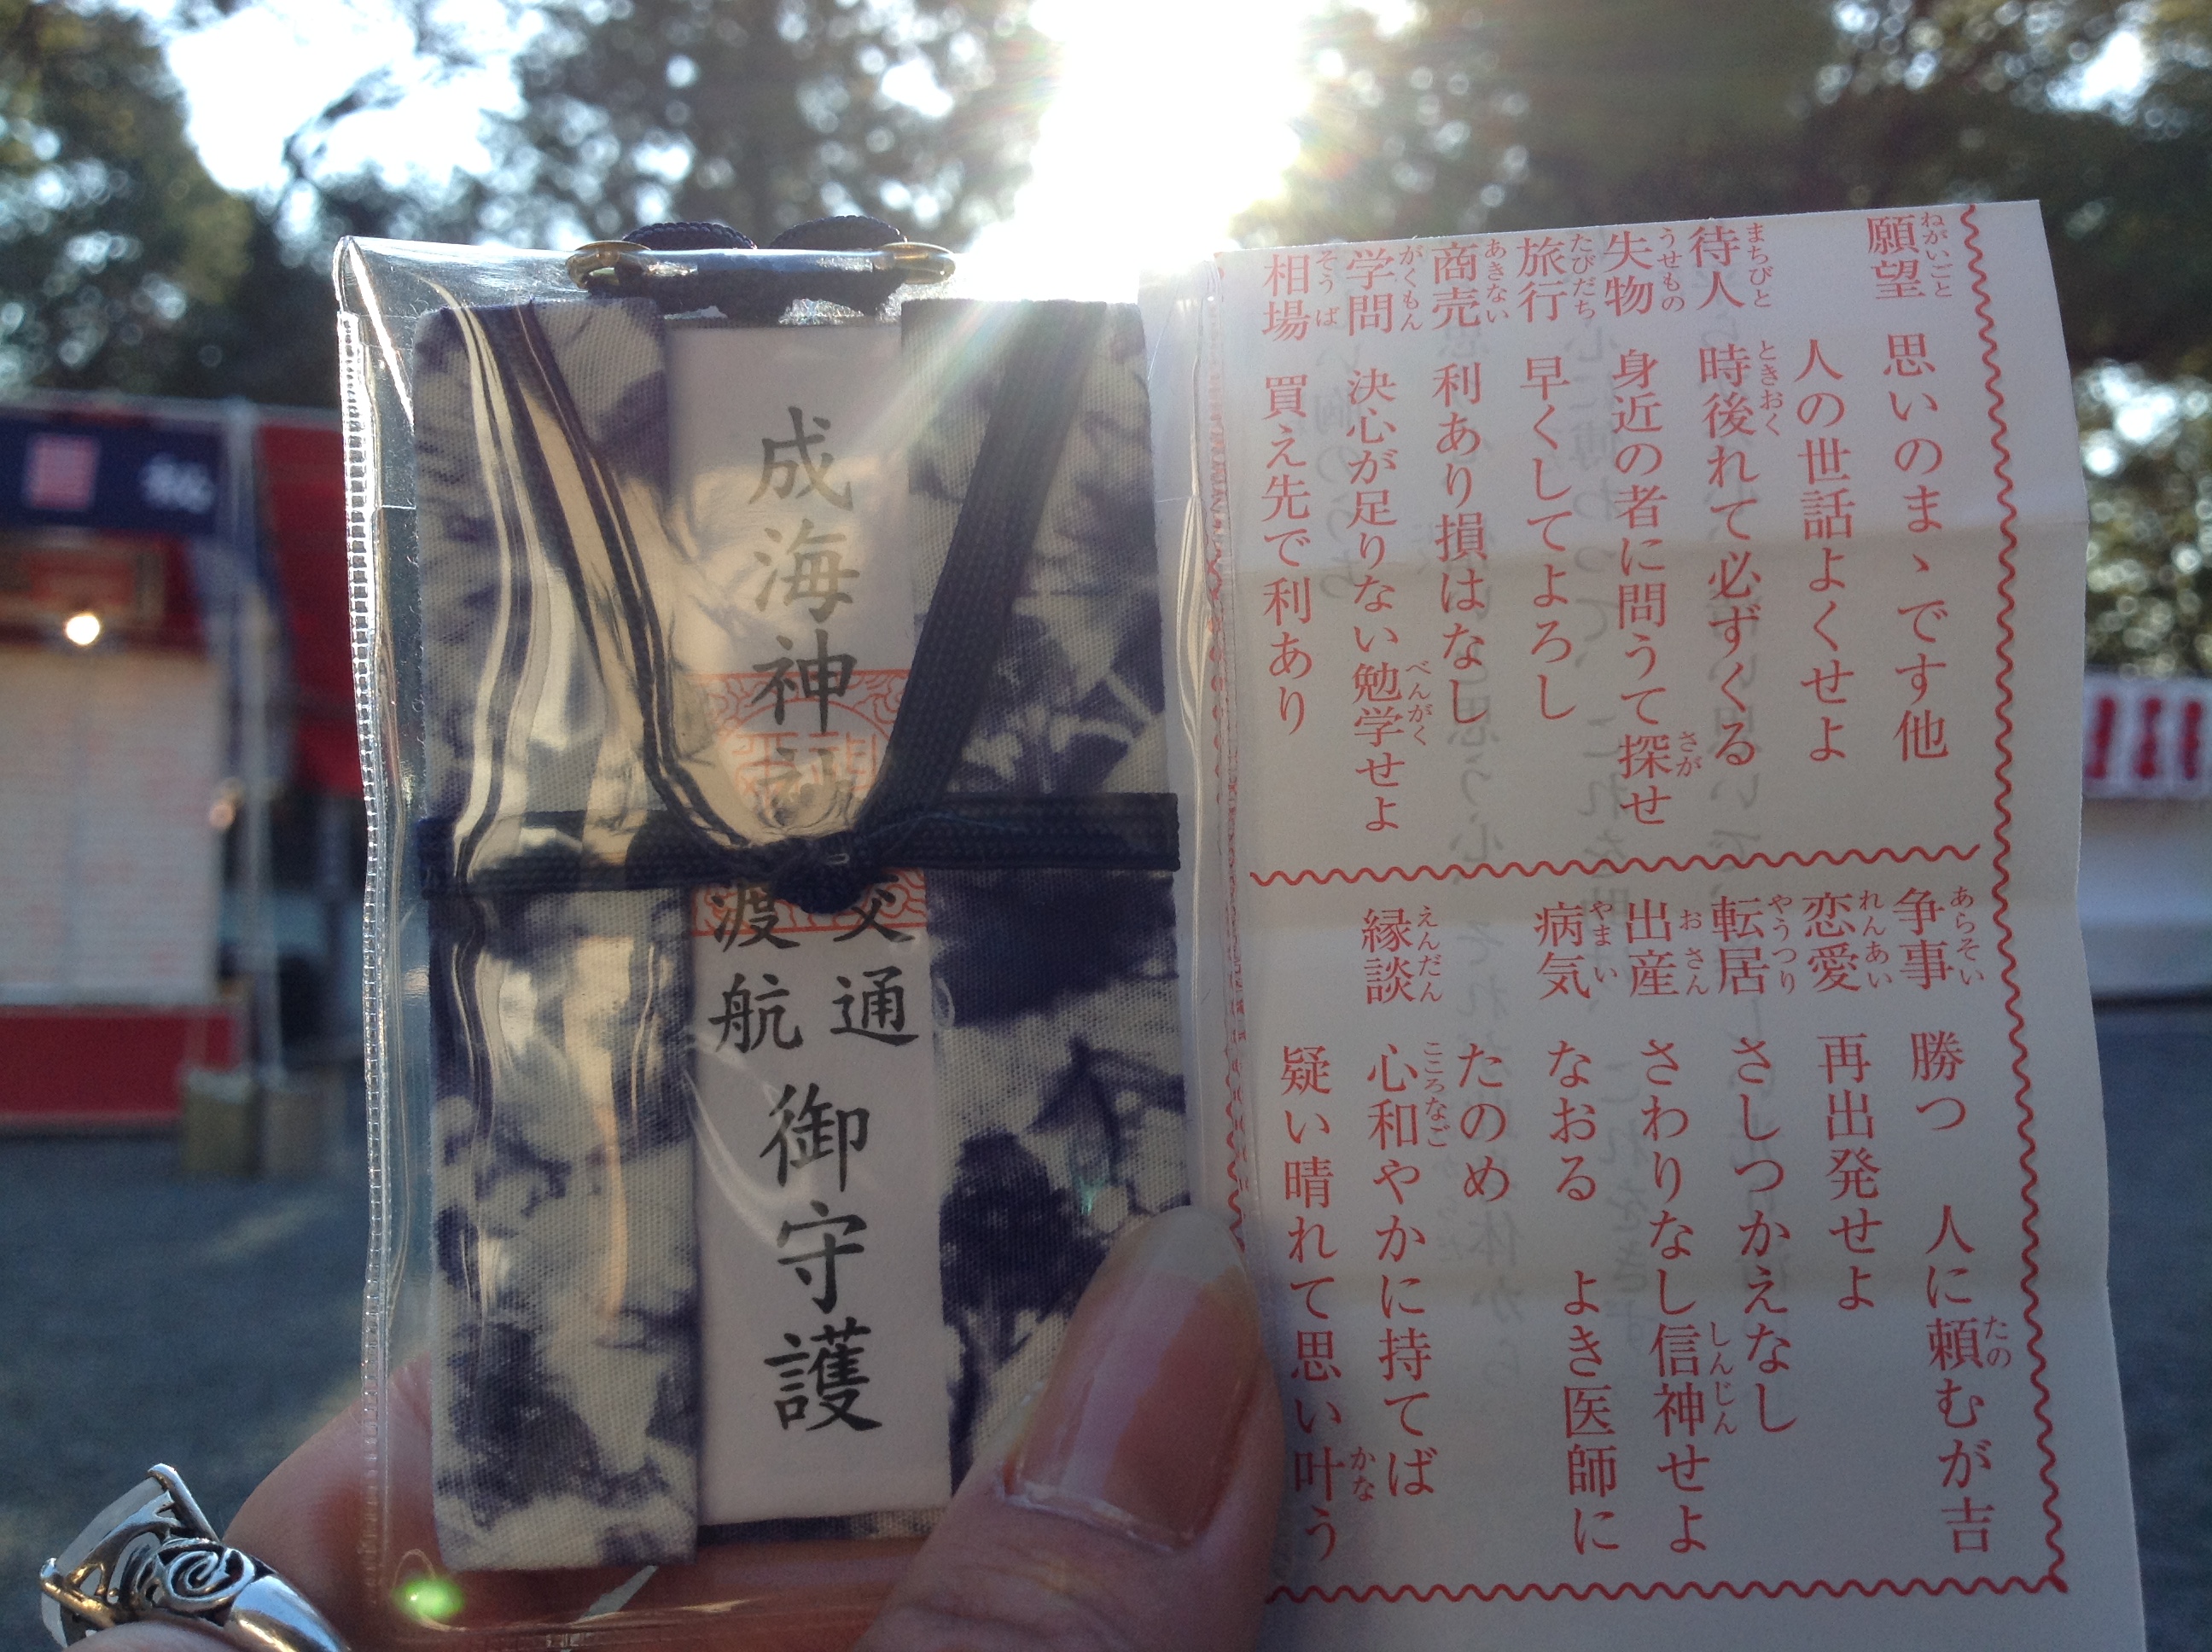 成海神社
交通
渡航
御守護
願望 思いのまゝです他
人の世話よくせよ
待人 時後れて必ずくる
失物 身近の者に問うて探せ
旅行 早くしてよろし
商売 利あり損はなし
学問 決心が足りない勉学せよ
相場 買え先で利あり
争事 勝つ 人に頼むが吉
恋愛 再出発せよ
転居 さしつかえなし
出産 さわりなし信神せよ
病気 なおる よき医師に
たのめ
縁談 心和やかに持てば
疑い晴れて思い叶う